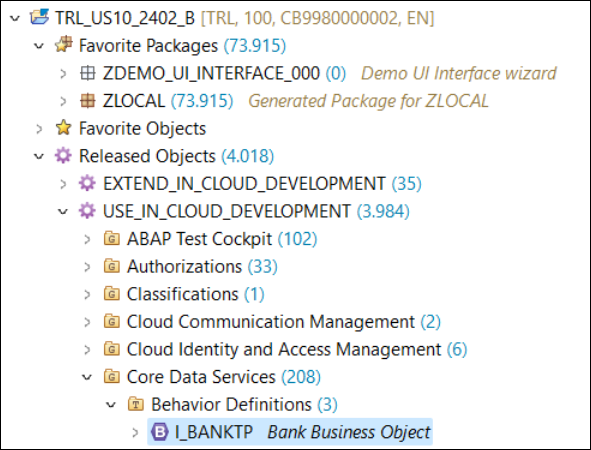 TRL_US10_2402_B [TRL, 100, CB9980000002, EN]
Favorite Packages (73.915)
ZDEMO_UI_INTERFACE_000 (0) Demo UI Interface wizard
ZLOCAL (73.915) Generated Package for ZLOCAL
Favorite Objects
Released Objects (4.018)
EXTEND_IN_CLOUD_DEVELOPMENT (35)
USE_IN_CLOUD_DEVELOPMENT (3.984)
ABAP Test Cockpit (102)
Authorizations (33)
Classifications (1)
Cloud Communication Management (2)
Cloud Identity and Access Management (6)
Core Data Services (208)
Behavior Definitions (3)
I_BANKTP Bank Business Object